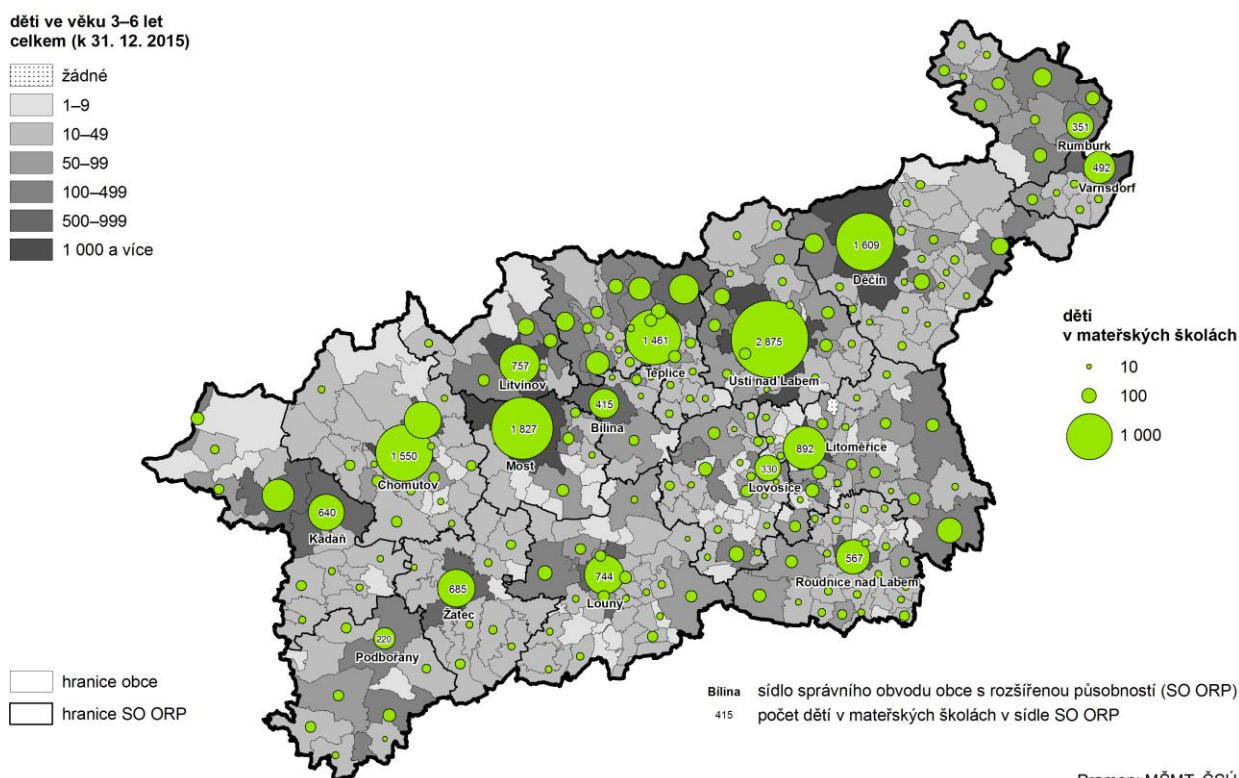 děti ve věku 3–6 let
celkem (k 31. 12. 2015)
žádné
1–9
10–49
50–99
100–499
500–999
1 000 a více
351
Rumburk
492
Varnsdorf
1 609
Děčín
děti
v mateřských školách
10
100
1 000
2 875
Ústí nad Labem
1 461
Teplice
757
Litvínov
415
Bílina
1 827
Most
892
Litoměřice
330
Lovosice
1 550
Chomutov
640
Kadaň
567
Roudnice nad Labem
744
Louny
685
Žatec
220
Podbořany
hranice obce
hranice SO ORP
Bílina sídlo správního obvodu obce s rozšířenou působností (SO ORP)
415 počet dětí v mateřských školách v sídle SO ORP